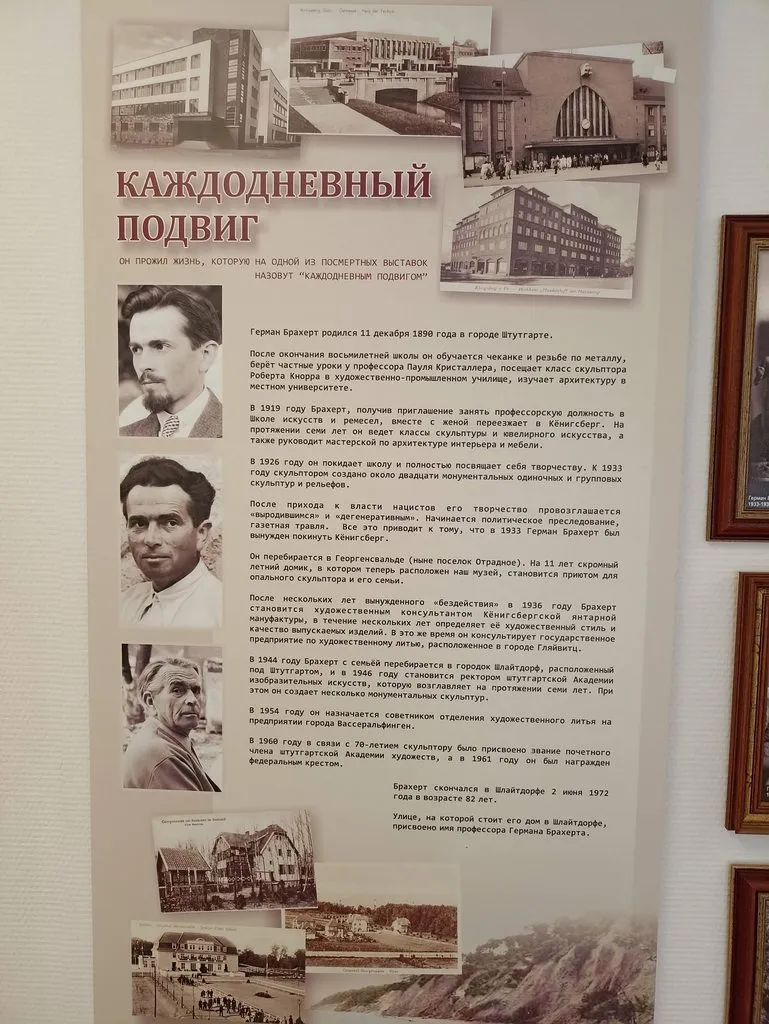 КАЖДОДНЕВНЫЙ
ПОДВИГ
ОН ПРОЖИЛ ЖИЗНЬ, КОТОРУЮ НА ОДНОЙ ИЗ ПОСМЕРТНЫХ ВЫСТАВОК
НАЗОВУТ "КАЖДОДНЕВНЫМ ПОДВИГОМ"
Герман Брахерт родился 11 декабря 1890 года в городе Штутгарте.
После окончания восьмилетней школы он обучается чеканке и резьбе по металлу,
берёт частные уроки у профессора Пауля Кристаллера, посещает класс скульптора
Роберта Кнорра в художественно-промышленном училище, изучает архитектуру в
местном университете.
В 1919 году Брахерт, получив приглашение занять профессорскую должность в
Школе искусств и ремесел, вместе с женой переезжает в Кёнигсберг. На
протяжении семи лет он ведет классы скульптуры и ювелирного искусства, а
также руководит мастерской по архитектуре интерьера и мебели.
В 1926 году он покидает школу и полностью посвящает себя творчеству. К 1933
году скульптором создано около двадцати монументальных одиночных и групповых
скульптур и рельефов.
После прихода к власти нацистов его творчество провозглашается
«выродившимся» и «дегенеративным». Начинается политическое преследование,
газетная травля. Все это приводит к тому, что в 1933 Герман Брахерт был
вынужден покинуть Кёнигсберг.
Он перебирается в Георгенсвальде (ныне поселок Отрадное). На 11 лет скромный
летний домик, в котором теперь расположен наш музей, становится приютом для
опального скульптора и его семьи.
После нескольких лет вынужденного «бездействия» в 1936 году Брахерт
становится художественным консультантом Кёнигсбергской янтарной
мануфактуры, в течение нескольких лет определяет её художественный стиль и
качество выпускаемых изделий. В это же время он консультирует государственное
предприятие по художественному литью, расположенное в городе Гляйвитц.
В 1944 году Брахерт с семьёй перебирается в городок Шлайтдорф, расположенный
под Штутгартом, и в 1946 году становится ректором штутгартской Академии
изобразительных искусств, которую возглавляет на протяжении семи лет. При
этом он создает несколько монументальных скульптур.
В 1954 году он назначается советником отделения художественного литья на
предприятии города Вассеральфинген.
В 1960 году в связи с 70-летием скульптору было присвоено звание почетного
члена штутгартской Академии художеств, а в 1961 году он был награжден
федеральным крестом.
Брахерт скончался в Шлайтдорфе 2 июня 1972
года в возрасте 82 лет.
Улице, на которой стоит его дом в Шлайтдорфе,
присвоено имя профессора Германа Брахерта.